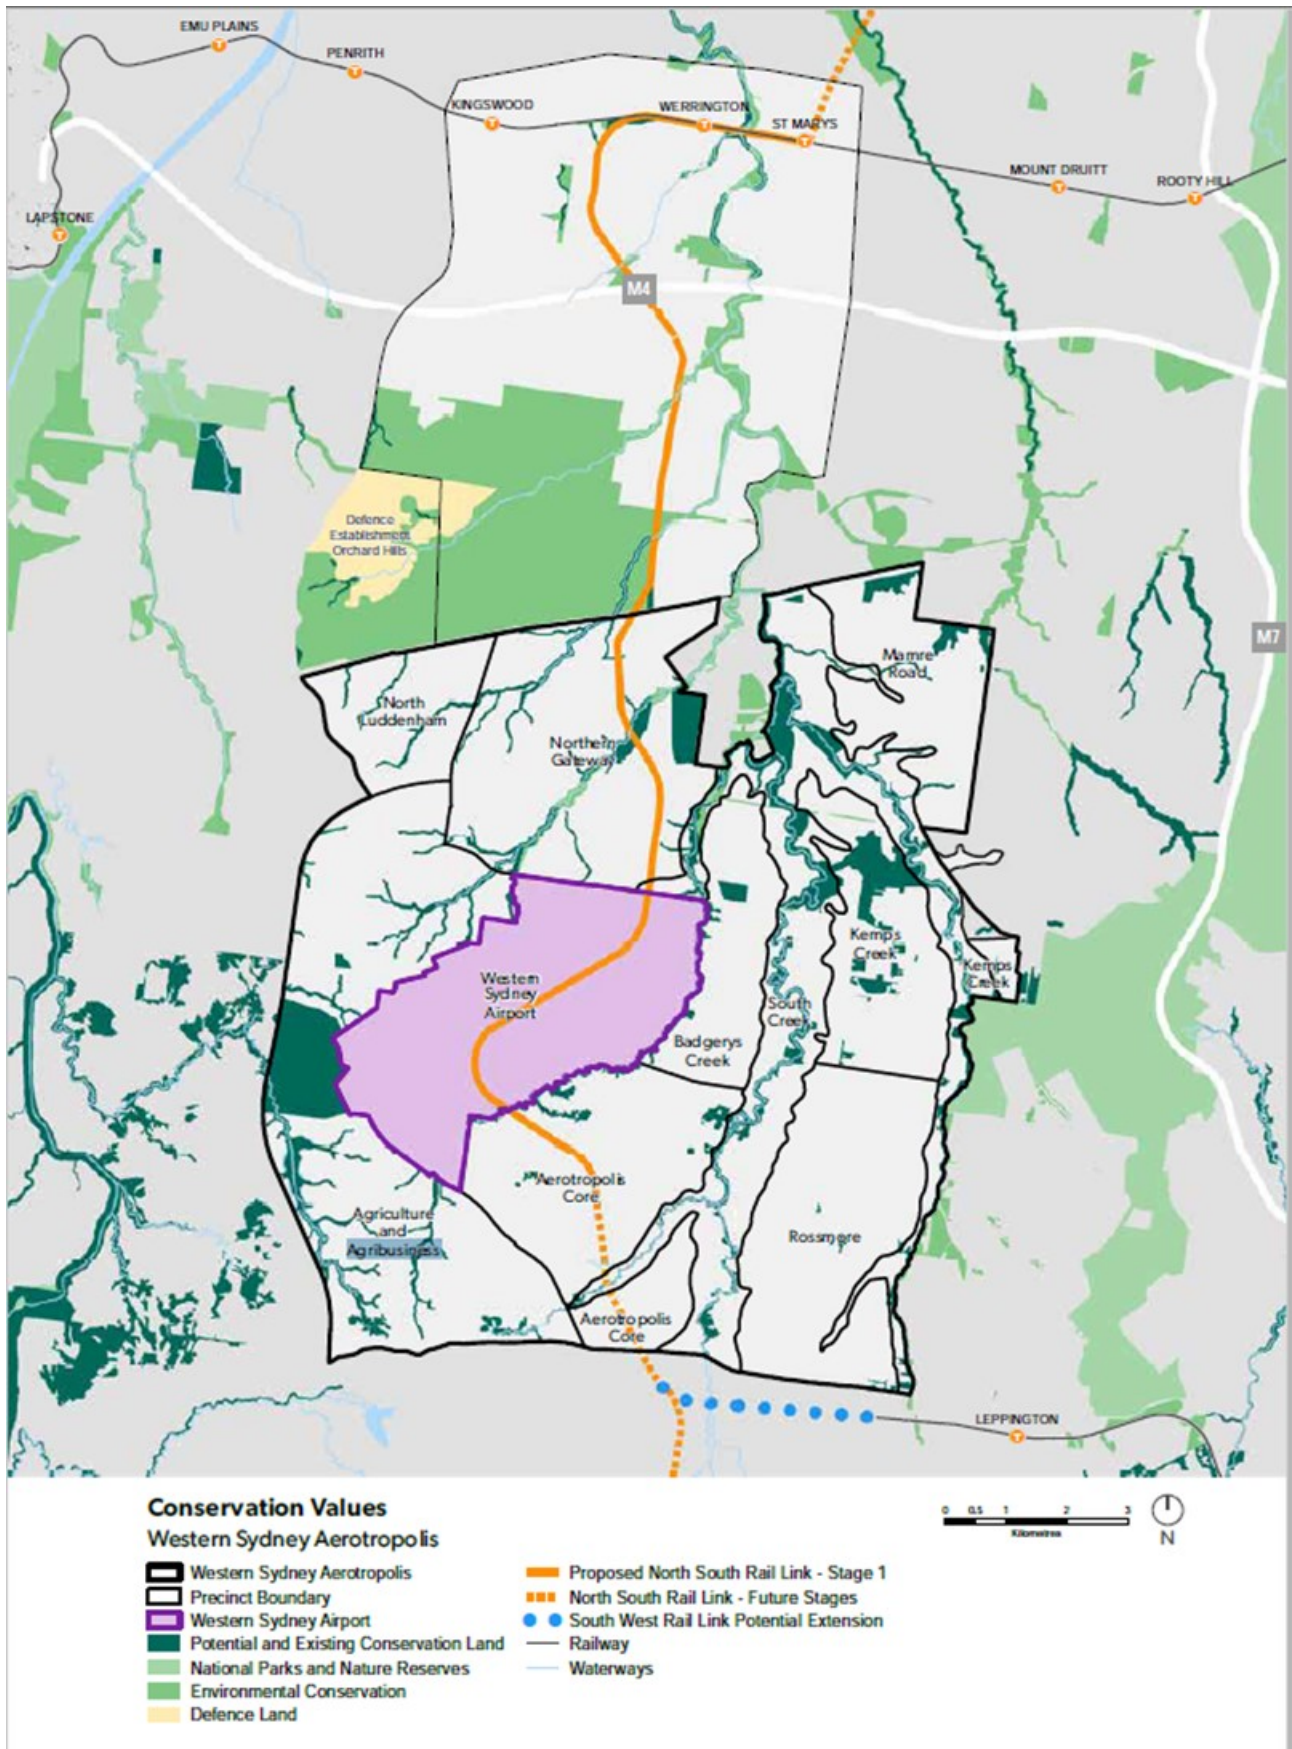 EMU PLAINS
PENRITH
KINGSWOOD
WERRINGTON
ST MARYS
MOUNT DRUITT
ROOTY HILL
LAPSTONE
M4
Defence
Establishment
Orchard Hills
M7
Mamre
Road
North
Luddenham
Northern
Gateway
Kemps
Creek
Kemps
Creek
Western
Sydney
Airport
South
Creek
Badgerys
Creek
Aerotropolis
Core
Agriculture
and
Agribusiness
Rossmore
Aerotropolis
Core
LEPPINGTON
Conservation Values
Western Sydney Aerotropolis
Western Sydney Aerotropolis
Precinct Boundary
Western Sydney Airport
Potential and Existing Conservation Land
National Parks and Nature Reserves
Environmental Conservation
Defence Land
Proposed North South Rail Link - Stage 1
North South Rail Link - Future Stages
South West Rail Link Potential Extension
Railway
Waterways
0 0.5 1 2 3
Kilometres
N